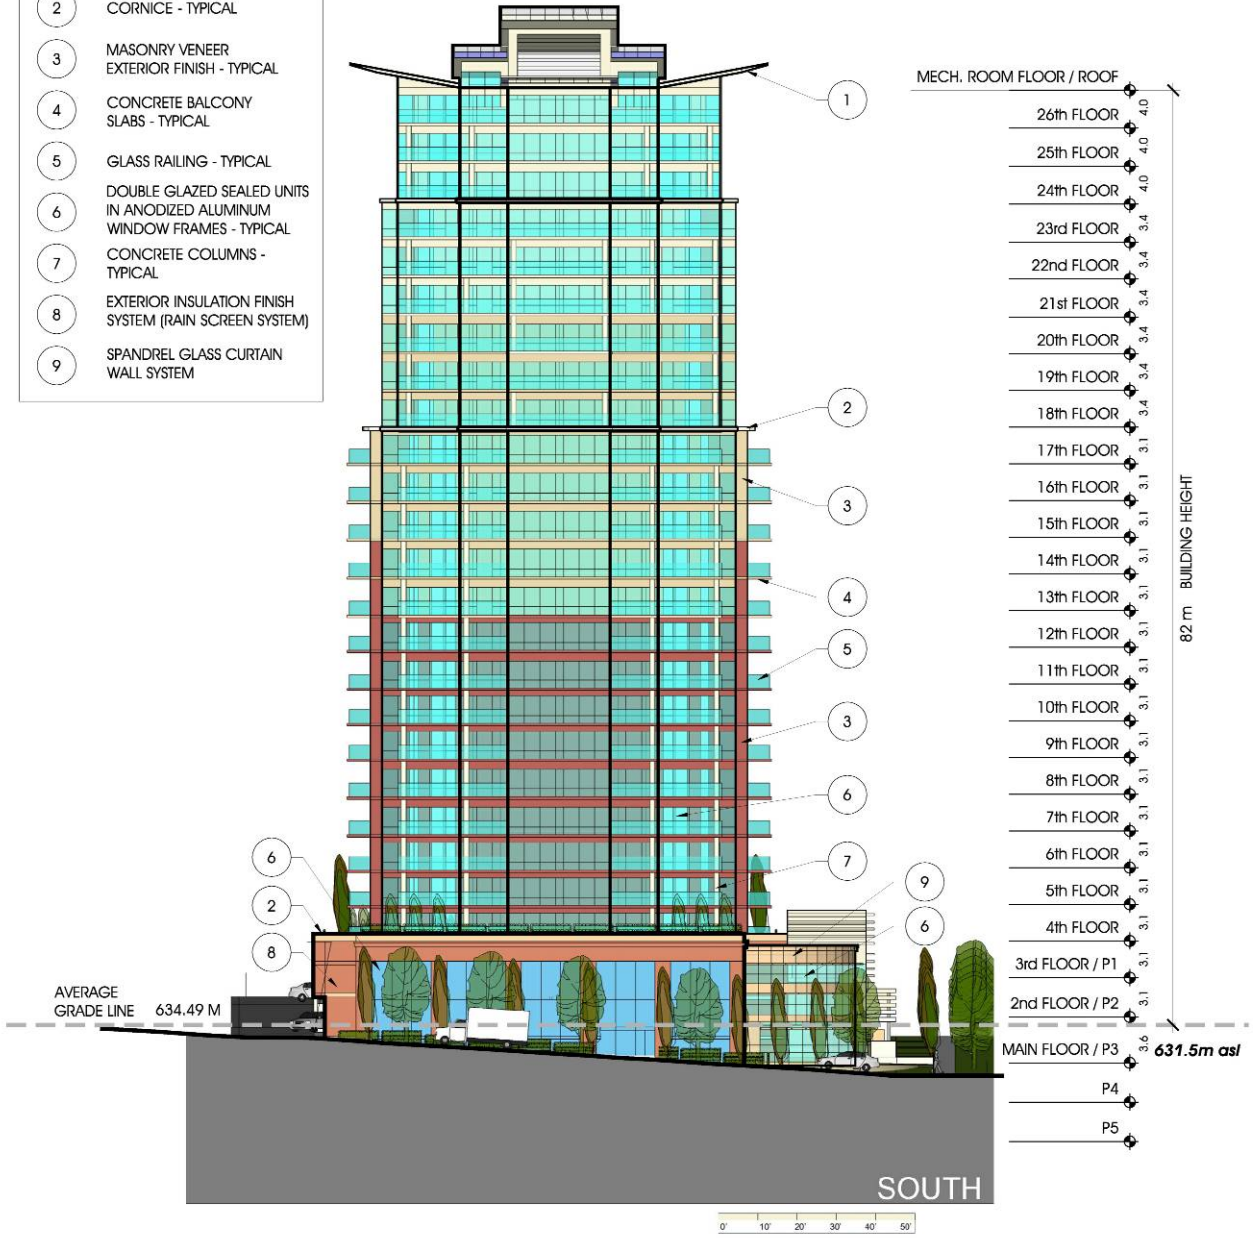 2
CORNICE - TYPICAL
3
MASONRY VENEER
EXTERIOR FINISH - TYPICAL
4
CONCRETE BALCONY
SLABS - TYPICAL
5
GLASS RAILING - TYPICAL
6
DOUBLE GLAZED SEALED UNITS
IN ANODIZED ALUMINUM
WINDOW FRAMES - TYPICAL
7
CONCRETE COLUMNS -
TYPICAL
8
EXTERIOR INSULATION FINISH
SYSTEM (RAIN SCREEN SYSTEM)
9
SPANDREL GLASS CURTAIN
WALL SYSTEM
1
2
3
4
5
3
6
7
9
6
6
2
8
AVERAGE
GRADE LINE 634.49 M
MECH. ROOM FLOOR / ROOF
4.0
26th FLOOR
4.0
25th FLOOR
4.0
24th FLOOR
3.4
23rd FLOOR
3.4
22nd FLOOR
3.4
21st FLOOR
3.4
20th FLOOR
3.4
19th FLOOR
3.4
18th FLOOR
3.1
17th FLOOR
3.1
16th FLOOR
3.1
15th FLOOR
3.1
14th FLOOR
3.1
13th FLOOR
3.1
12th FLOOR
3.1
11th FLOOR
3.1
10th FLOOR
3.1
9th FLOOR
3.1
8th FLOOR
3.1
7th FLOOR
3.1
6th FLOOR
3.1
5th FLOOR
3.1
4th FLOOR
3.1
3rd FLOOR / P1
3.1
2nd FLOOR / P2
3.6
MAIN FLOOR / P3
P4
P5
82 m BUILDING HEIGHT
631.5m asl
SOUTH
0' 10' 20' 30' 40' 50'